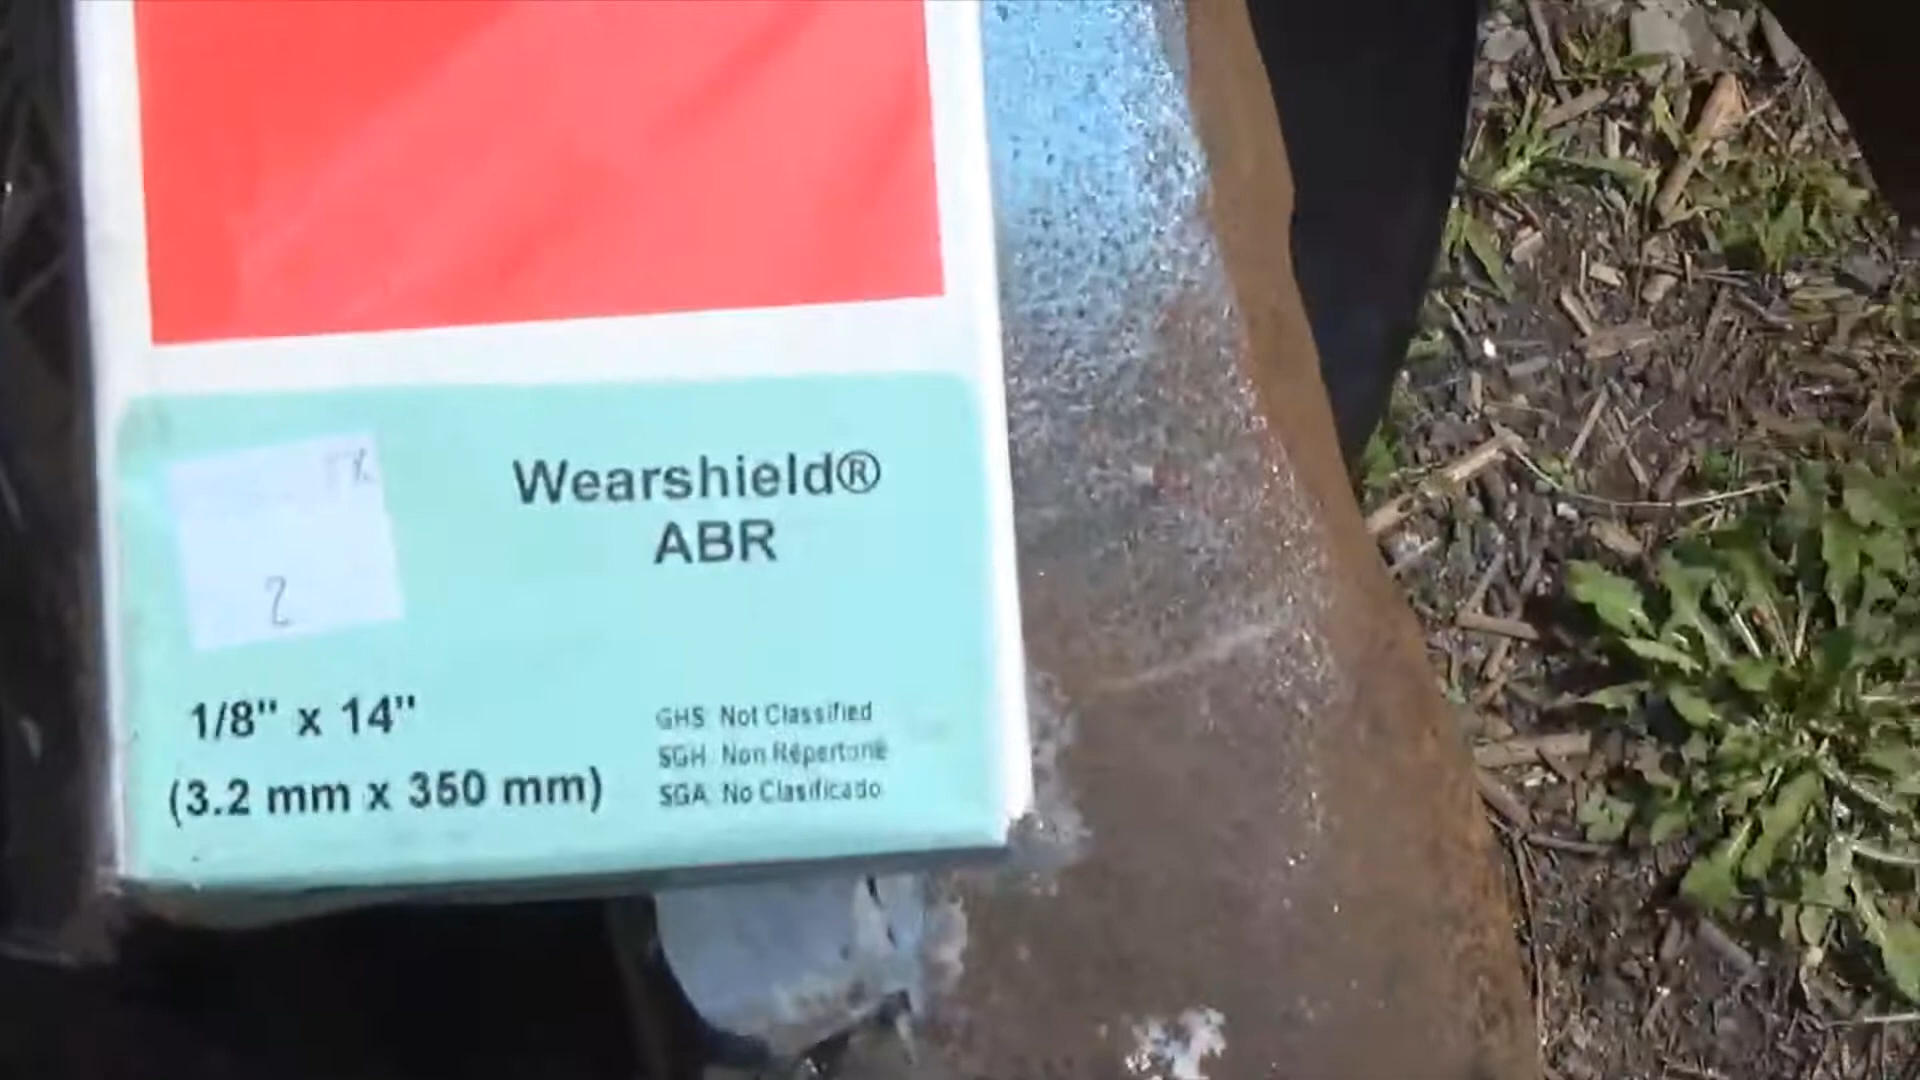 Wearshield®
ABR
2
1/8" x 14"
(3.2 mm x 350 mm)
GHS Not Classified
SGH Non Répertorié
SGA No Clasificado